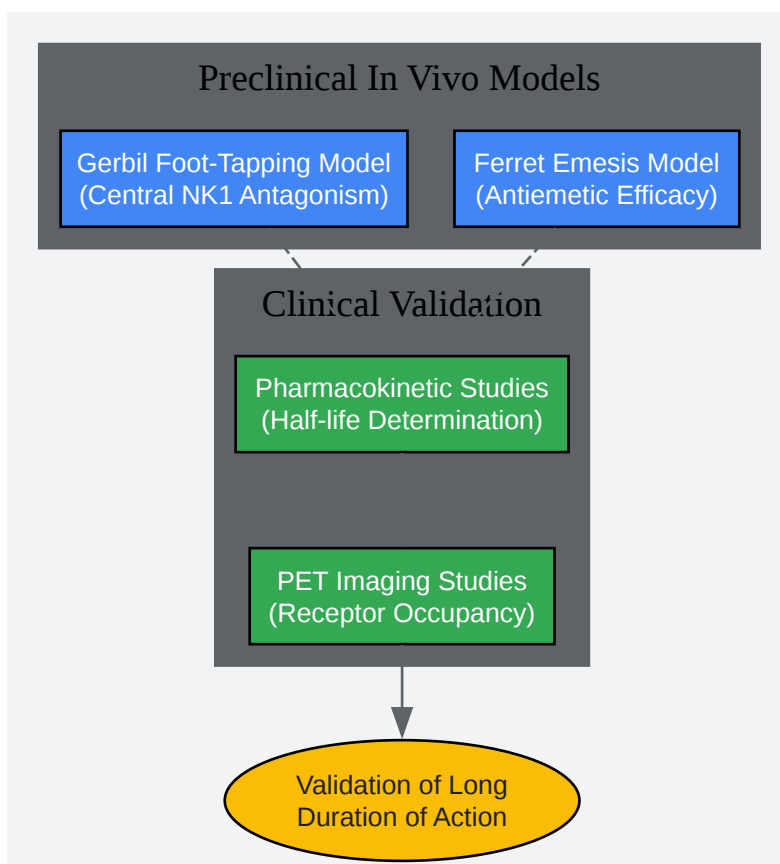 Preclinical In Vivo Models
Gerbil Foot-Tapping Model
(Central NK1 Antagonism)
Ferret Emesis Model
(Antiemetic Efficacy)
Clinical Validation
Pharmacokinetic Studies
(Half-life Determination)
PET Imaging Studies
(Receptor Occupancy)
Validation of Long
Duration of Action